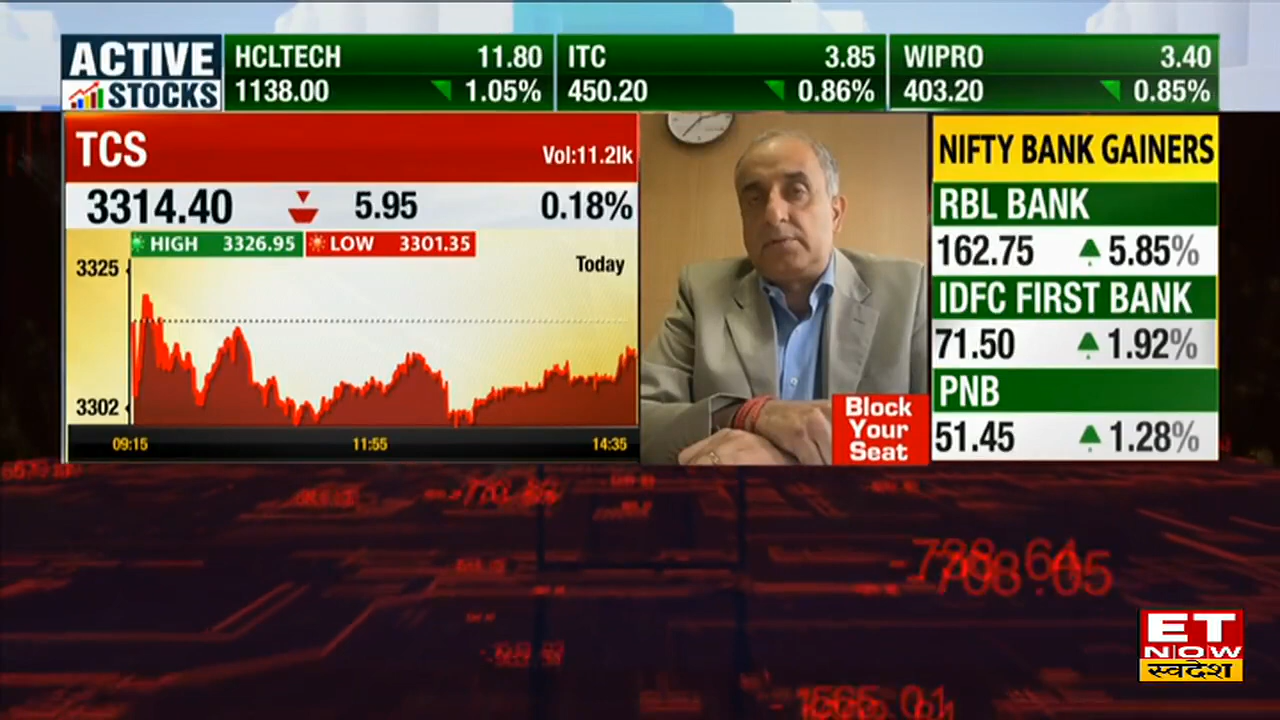 ACTIVE
STOCKS
HCLTECH 11.80
1138.00 1.05%
ITC 3.85
450.20 0.86%
WIPRO 3.40
403.20 0.85%
TCS Vol:11.2lk
3314.40 5.95 0.18%
HIGH 3326.95 LOW 3301.35
Today
3325
3302
09:15 11:55 14:35
Block
Your
Seat
NIFTY BANK GAINERS
RBL BANK
162.75 5.85%
IDFC FIRST BANK
71.50 1.92%
PNB
51.45 1.28%
ET
NOW
स्वदेश